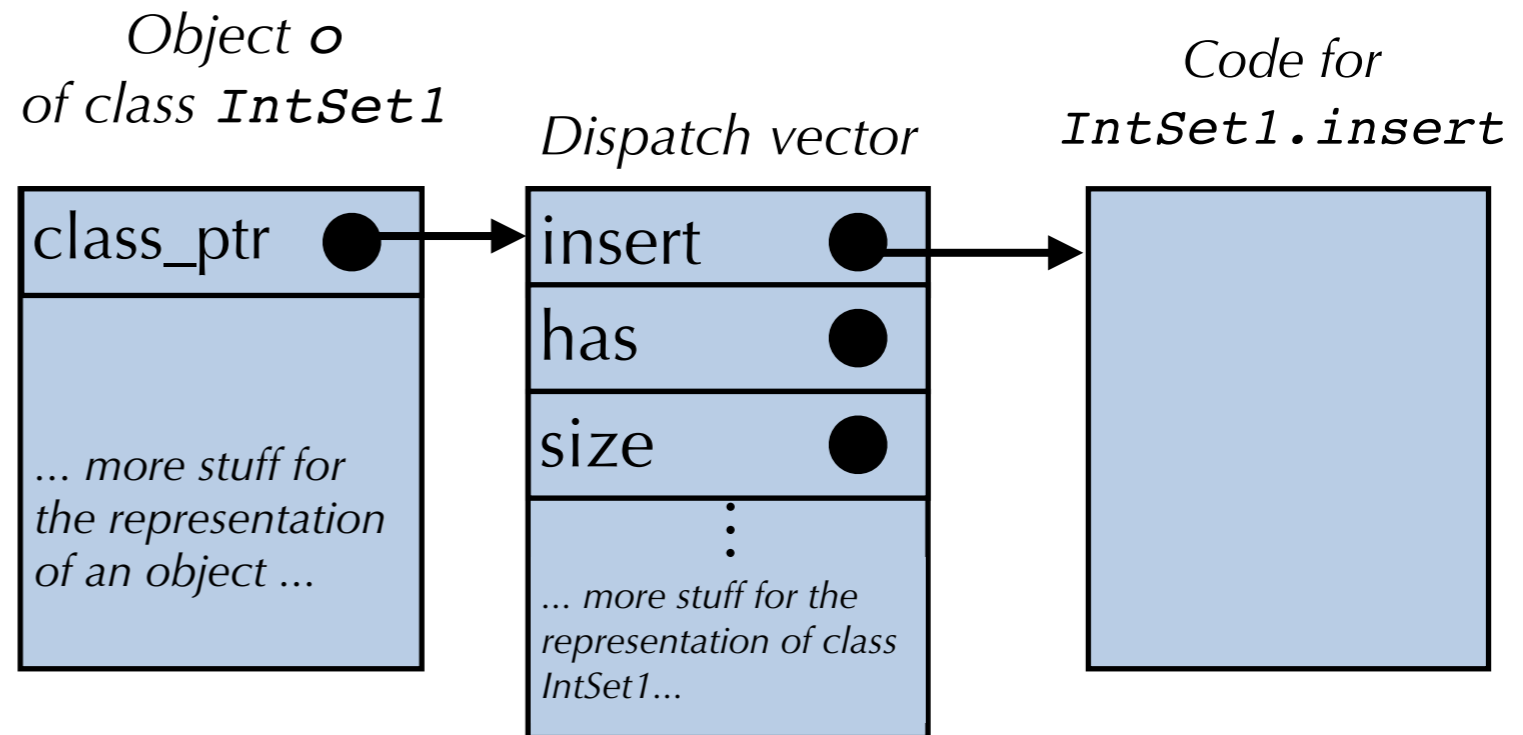 Object o
of class IntSet1
class_ptr
... more stuff for
the representation
of an object ...
Dispatch vector
insert
has
size
⋮
... more stuff for the
representation of class
IntSet1...
Code for
IntSet1.insert